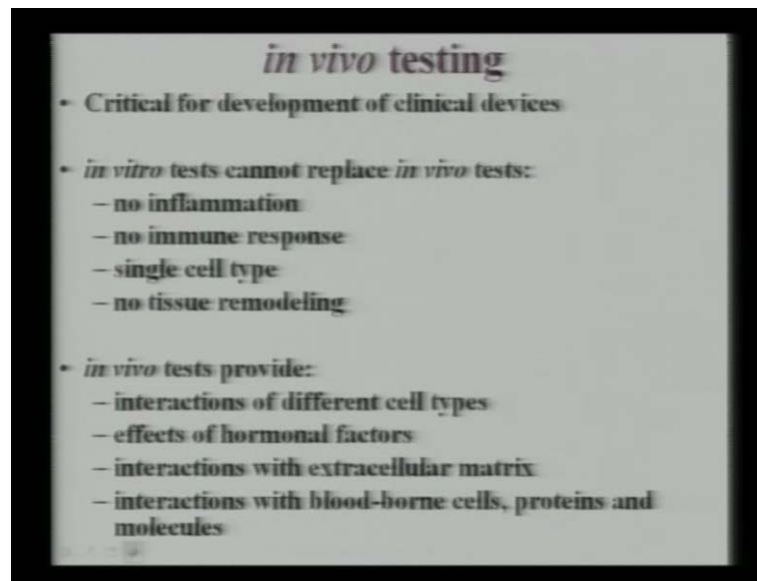 in vivo testing
• Critical for development of clinical devices
• in vitro tests cannot replace in vivo tests:
– no inflammation
– no immune response
– single cell type
– no tissue remodeling
• in vivo tests provide:
– interactions of different cell types
– effects of hormonal factors
– interactions with extracellular matrix
– interactions with blood-borne cells, proteins and
molecules